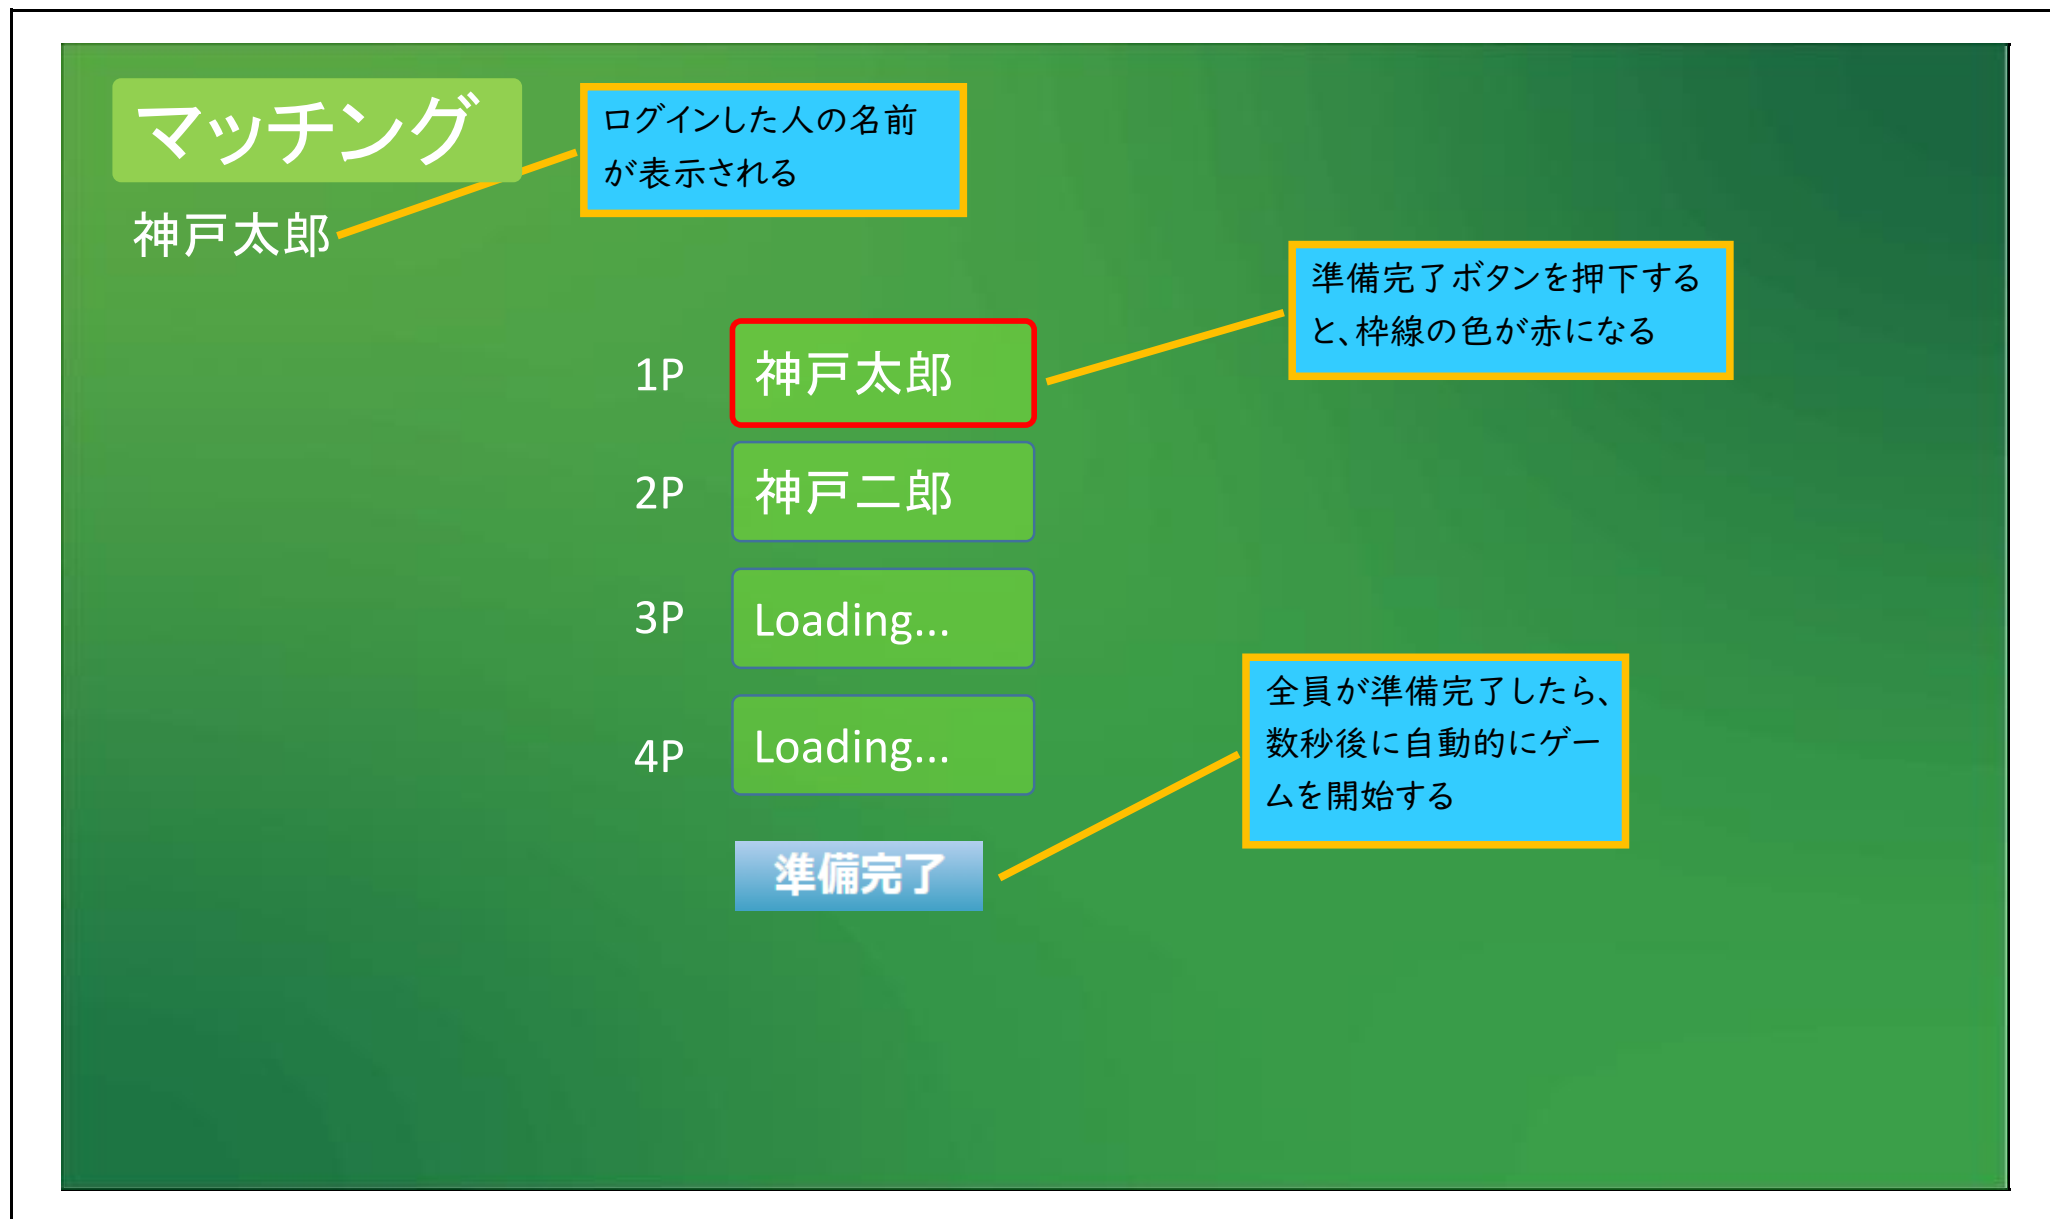 マッチング
ログインした人の名前
が表示される
神戸太郎
準備完了ボタンを押下する
と、枠線の色が赤になる
1P 神戸太郎
2P 神戸二郎
3P Loading...
4P Loading...
全員が準備完了したら、
数秒後に自動的にゲー
ムを開始する
準備完了